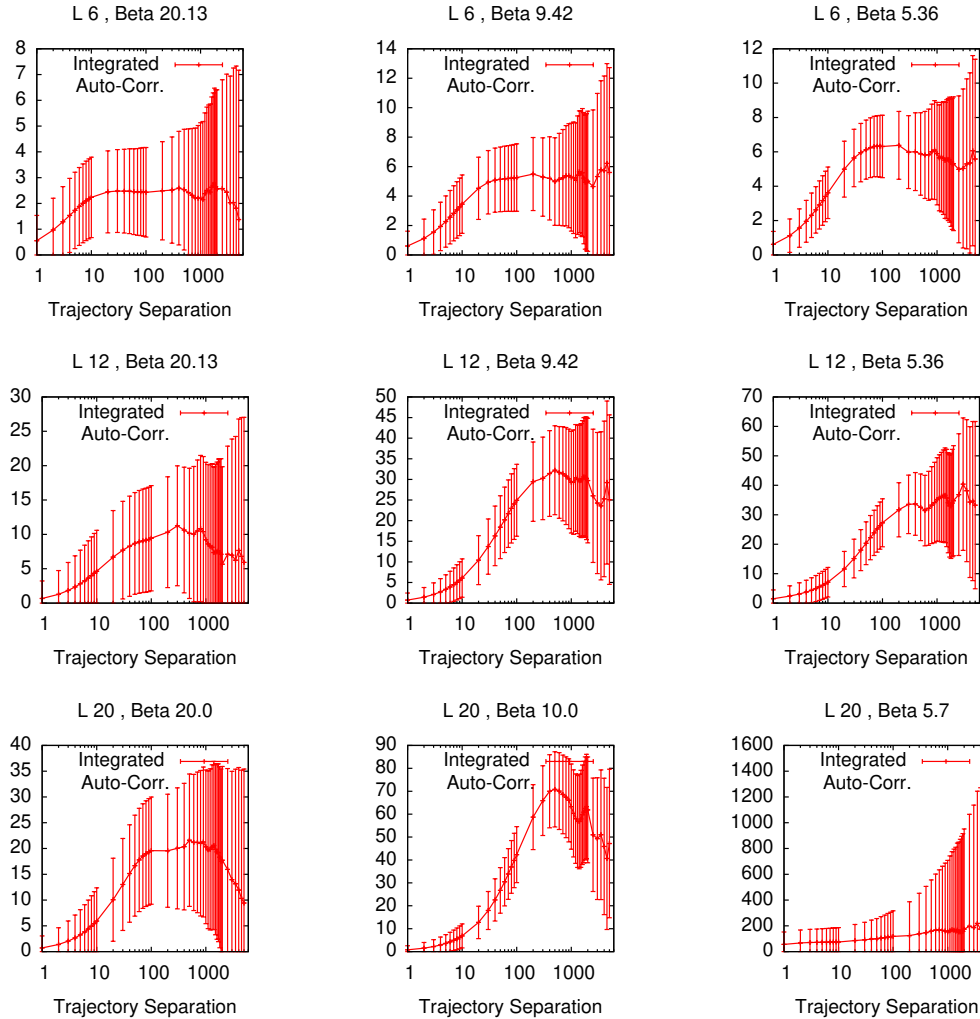 L 6 , Beta 20.13
L 6 , Beta 9.42
L 6 , Beta 5.36
8
7
6
5
4
3
2
1
0
Integrated
Auto-Corr.
1 10 100 1000
Trajectory Separation
14
12
10
8
6
4
2
0
Integrated
Auto-Corr.
1 10 100 1000
Trajectory Separation
12
10
8
6
4
2
0
Integrated
Auto-Corr.
1 10 100 1000
Trajectory Separation
L 12 , Beta 20.13
L 12 , Beta 9.42
L 12 , Beta 5.36
30
25
20
15
10
5
0
Integrated
Auto-Corr.
1 10 100 1000
Trajectory Separation
50
45
40
35
30
25
20
15
10
5
0
Integrated
Auto-Corr.
1 10 100 1000
Trajectory Separation
70
60
50
40
30
20
10
0
Integrated
Auto-Corr.
1 10 100 1000
Trajectory Separation
L 20 , Beta 20.0
L 20 , Beta 10.0
L 20 , Beta 5.7
40
35
30
25
20
15
10
5
0
Integrated
Auto-Corr.
1 10 100 1000
Trajectory Separation
90
80
70
60
50
40
30
20
10
0
Integrated
Auto-Corr.
1 10 100 1000
Trajectory Separation
1600
1400
1200
1000
800
600
400
200
0
Integrated
Auto-Corr.
1 10 100 1000
Trajectory Separation